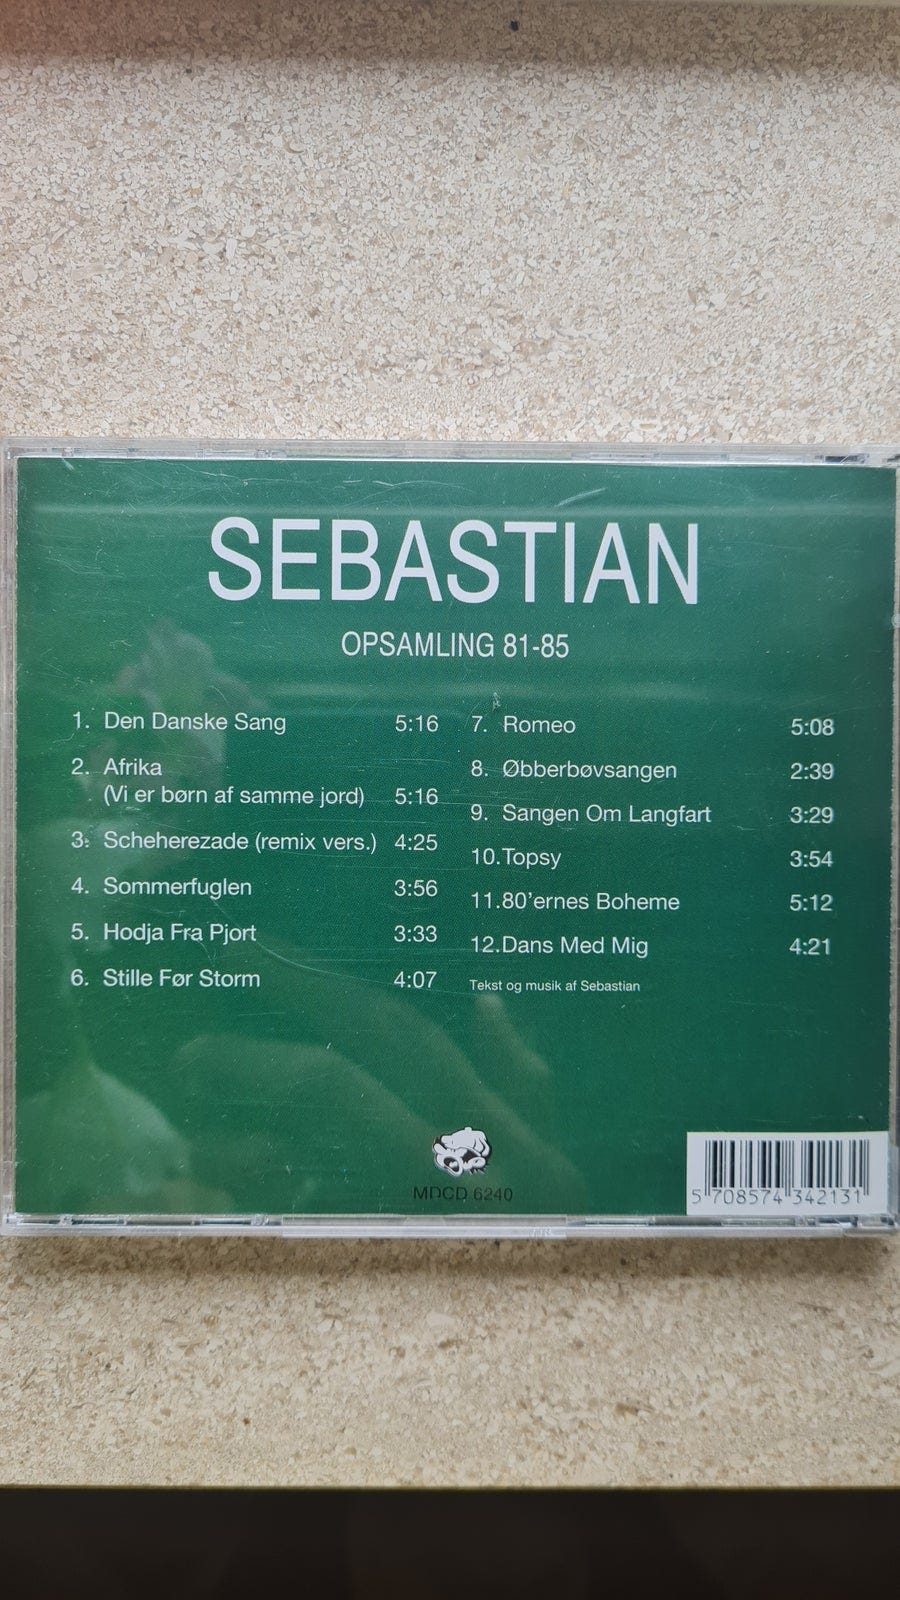 SEBASTIAN
OPSAMLING 81-85
1. Den Danske Sang 5:16
2. Afrika
(Vi er børn af samme jord) 5:16
3. Scheherezade (remix vers.) 4:25
4. Sommerfuglen 3:56
5. Hodja Fra Pjort 3:33
6. Stille Før Storm 4:07
7. Romeo 5:08
8. Øbberbøvsangen 2:39
9. Sangen Om Langfart 3:29
10.Topsy 3:54
11.80'ernes Boheme 5:12
12.Dans Med Mig 4:21
Tekst og musik af Sebastian
MDCD 6240
5 708574 342131